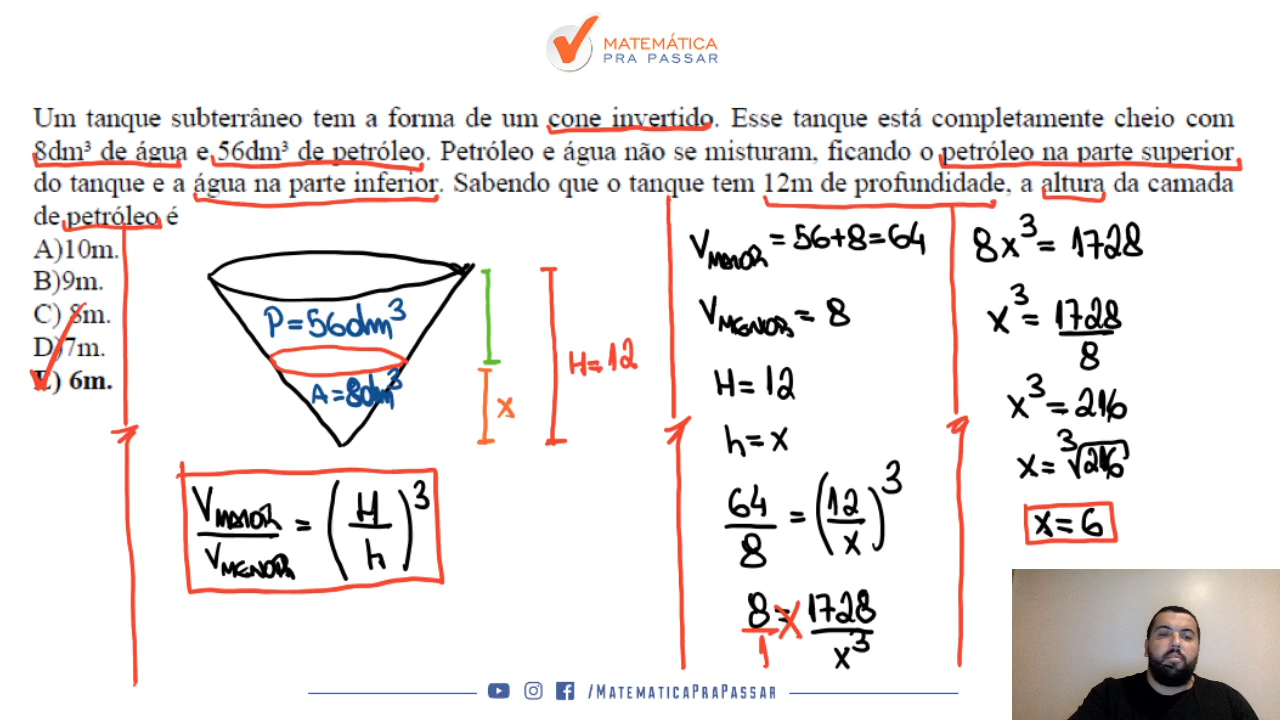 MATEMÁTICA
PRA PASSAR
Um tanque subterrâneo tem a forma de um cone invertido. Esse tanque está completamente cheio com
8dm³ de água e 56dm³ de petróleo. Petróleo e água não se misturam, ficando o petróleo na parte superior
do tanque e a água na parte inferior. Sabendo que o tanque tem 12m de profundidade, a altura da camada
de petróleo é
A)10m.
B)9m.
C) 8m.
D)7m.
E) 6m.
P=56dm³
A=8dm³
x
H=12
V_MAIOR / V_MENOR = (H/h)³
V_MAIOR = 56+8=64
V_MENOR = 8
H=12
h=x
64/8 = (12/x)³
8/1 = 1728/x³
8x³=1728
x³=1728/8
x³=216
x=³√216
x=6
/MATEMATICAPRAPASSAR